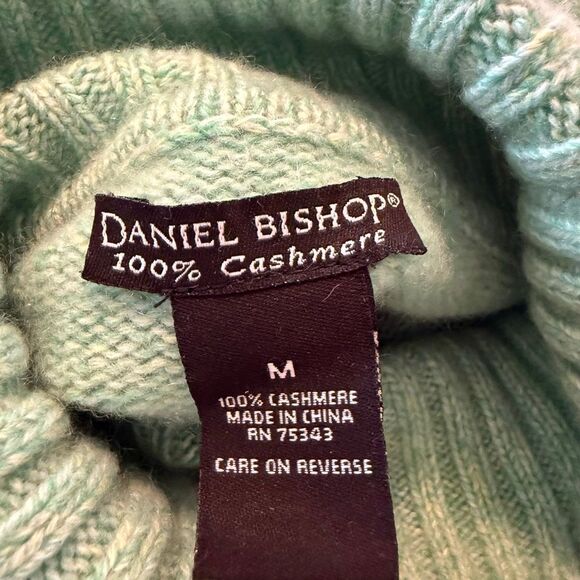 DANIEL BISHOP®
100% Cashmere
M
100% CASHMERE
MADE IN CHINA
RN 75343
CARE ON REVERSE